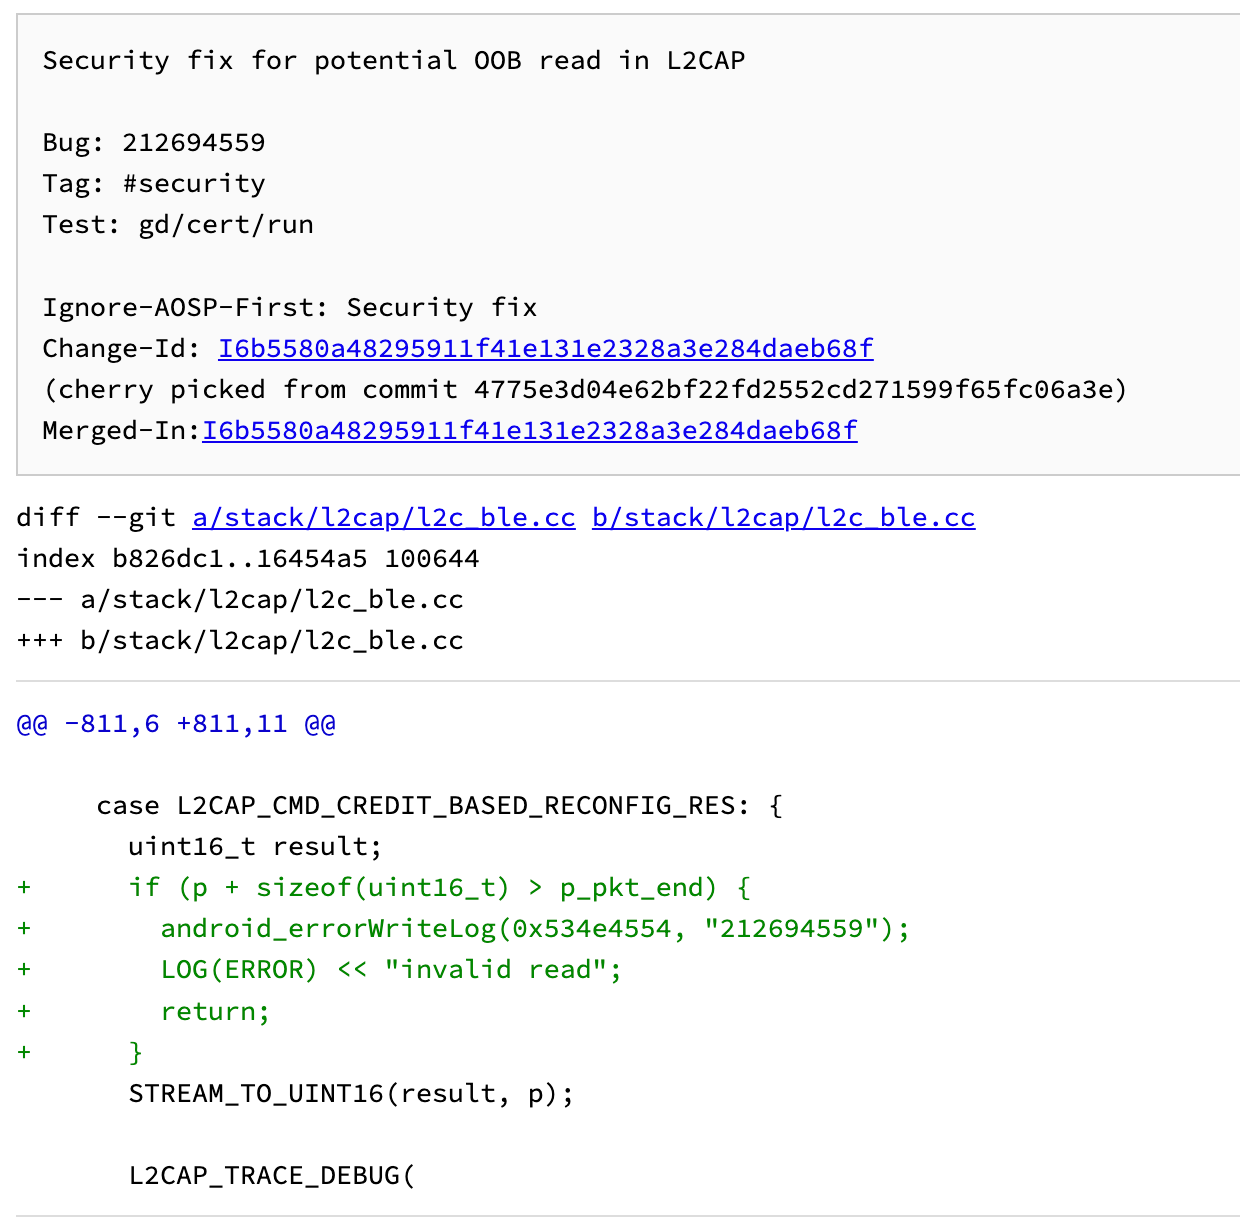 Security fix for potential OOB read in L2CAP
Bug: 212694559
Tag: #security
Test: gd/cert/run
Ignore-AOSP-First: Security fix
Change-Id: I6b5580a48295911f41e131e2328a3e284daeb68f
(cherry picked from commit 4775e3d04e62bf22fd2552cd271599f65fc06a3e)
Merged-In:I6b5580a48295911f41e131e2328a3e284daeb68f
diff --git a/stack/l2cap/l2c_ble.cc b/stack/l2cap/l2c_ble.cc
index b826dc1..16454a5 100644
--- a/stack/l2cap/l2c_ble.cc
+++ b/stack/l2cap/l2c_ble.cc
@@ -811,6 +811,11 @@
case L2CAP_CMD_CREDIT_BASED_RECONFIG_RES: {
uint16_t result;
+ if (p + sizeof(uint16_t) > p_pkt_end) {
+ android_errorWriteLog(0x534e4554, "212694559");
+ LOG(ERROR) << "invalid read";
+ return;
+ }
STREAM_TO_UINT16(result, p);
L2CAP_TRACE_DEBUG(